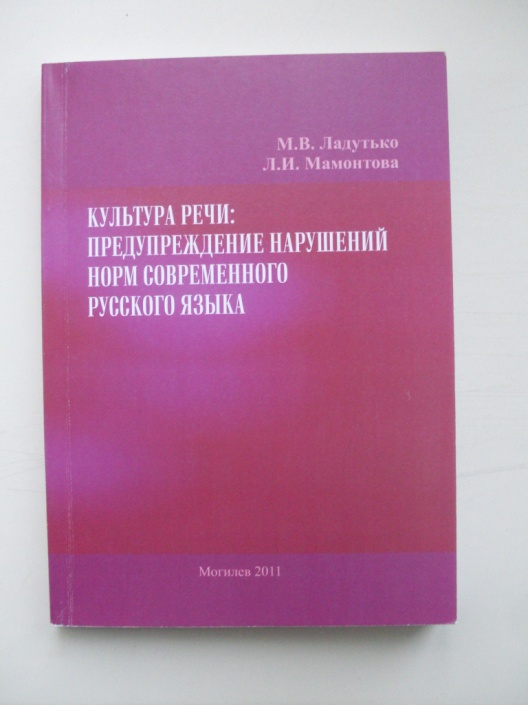 М.В. Ладутько
Л.И. Мамонтова
КУЛЬТУРА РЕЧИ:
ПРЕДУПРЕЖДЕНИЕ НАРУШЕНИЙ
НОРМ СОВРЕМЕННОГО
РУССКОГО ЯЗЫКА
Могилев 2011